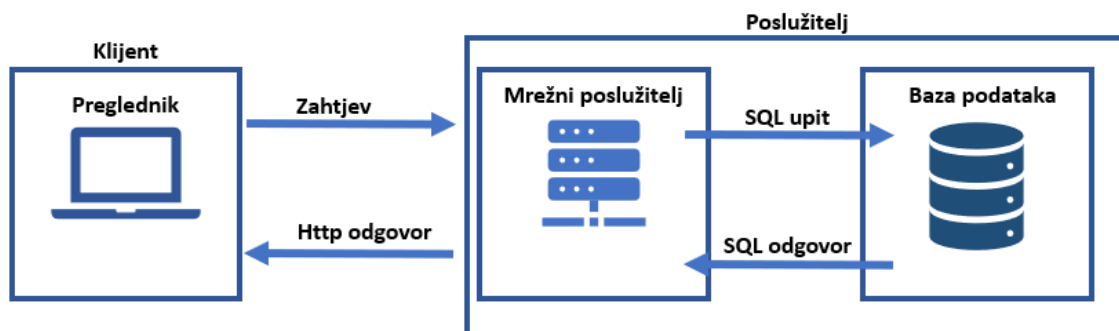 Poslužitelj
Klijent
Preglednik
Zahtjev
Http odgovor
Mrežni poslužitelj
SQL upit
SQL odgovor
Baza podataka